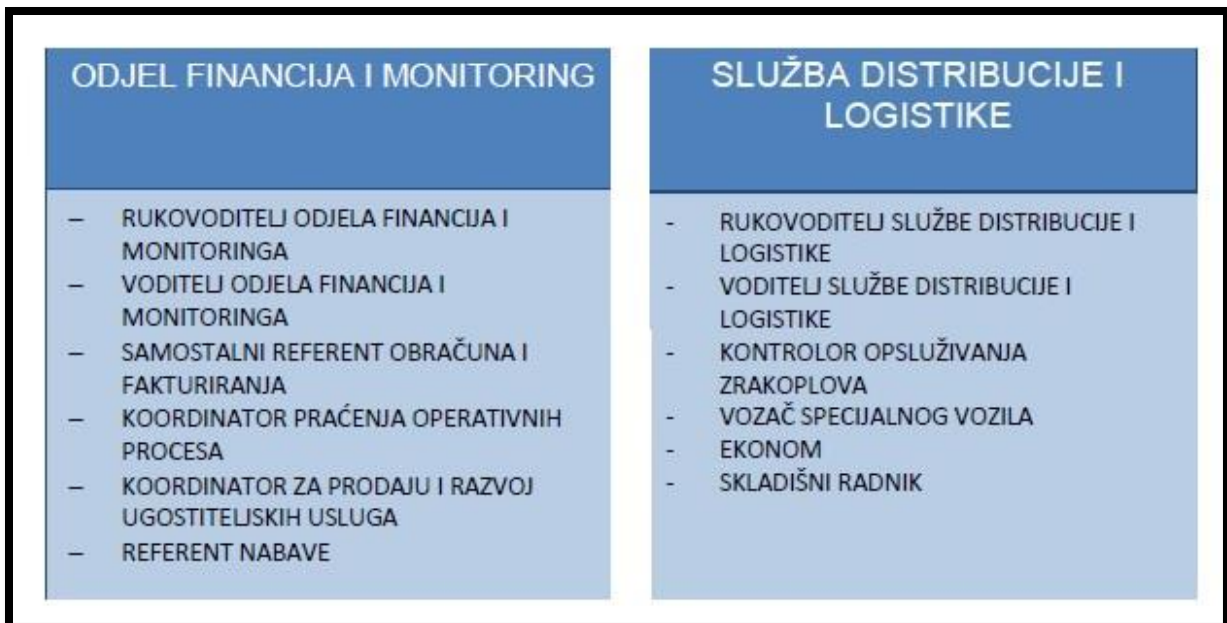 ODJEL FINANCIJA I MONITORING
– RUKOVODITELJ ODJELA FINANCIJA I
MONITORINGA
– VODITELJ ODJELA FINANCIJA I
MONITORINGA
– SAMOSTALNI REFERENT OBRAČUNA I
FAKTURIRANJA
– KOORDINATOR PRAĆENJA OPERATIVNIH
PROCESA
– KOORDINATOR ZA PRODAJU I RAZVOJ
UGOSTITELJSKIH USLUGA
– REFERENT NABAVE
SLUŽBA DISTRIBUCIJE I
LOGISTIKE
- RUKOVODITELJ SLUŽBE DISTRIBUCIJE I
LOGISTIKE
- VODITELJ SLUŽBE DISTRIBUCIJE I
LOGISTIKE
- KONTROLOR OPSLUŽIVANJA
ZRAKOPLOVA
- VOZAČ SPECIJALNOG VOZILA
- EKONOM
- SKLADIŠNI RADNIK